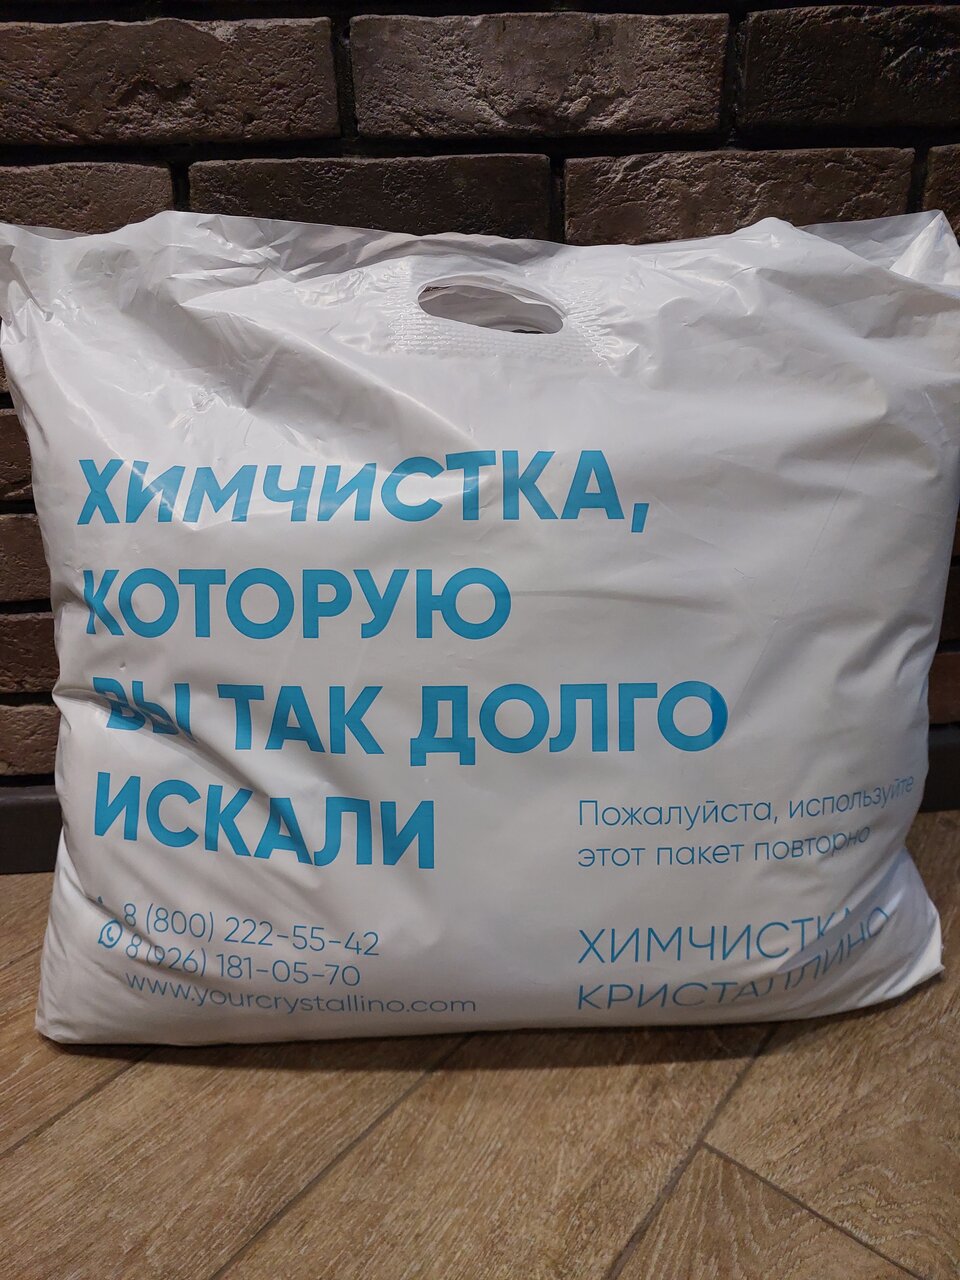 ХИМЧИСТКА,
КОТОРУЮ
ВЫ ТАК ДОЛГО
ИСКАЛИ
Пожалуйста, используйте
этот пакет повторно
8 (800) 222-55-42
8 (926) 181-05-70
www.yourcrystallino.com
ХИМЧИСТКА
КРИСТАЛЛИНО